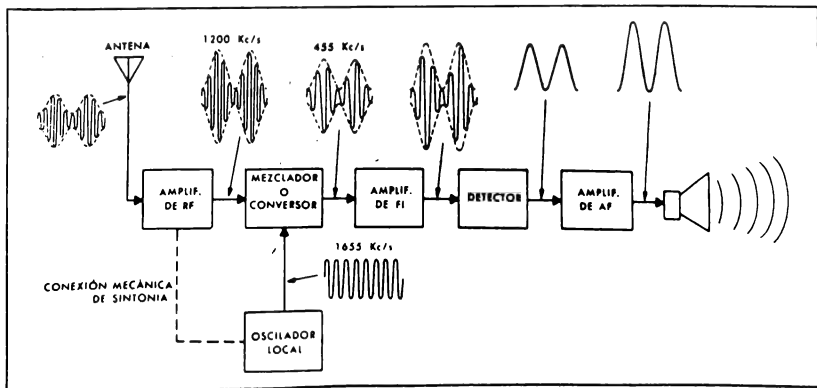 ANTENA
1200 Kc/s
455 Kc/s
AMPLIF.
DE RF
MEZCLADOR
O
CONVERSOR
AMPLIF.
DE FI
DETECTOR
AMPLIF.
DE AF
1655 Kc/s
CONEXIÓN MECÁNICA
DE SINTONIA
OSCILADOR
LOCAL